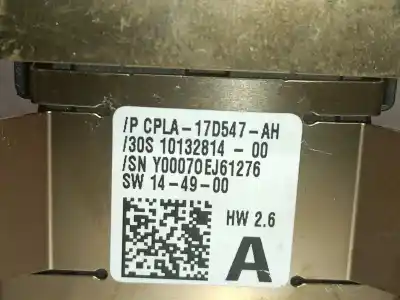 /P CPLA-17D547-AH
/30S 10132814 - 00
/SN Y00070EJ61276
SW 14-49-00
HW 2.6
A